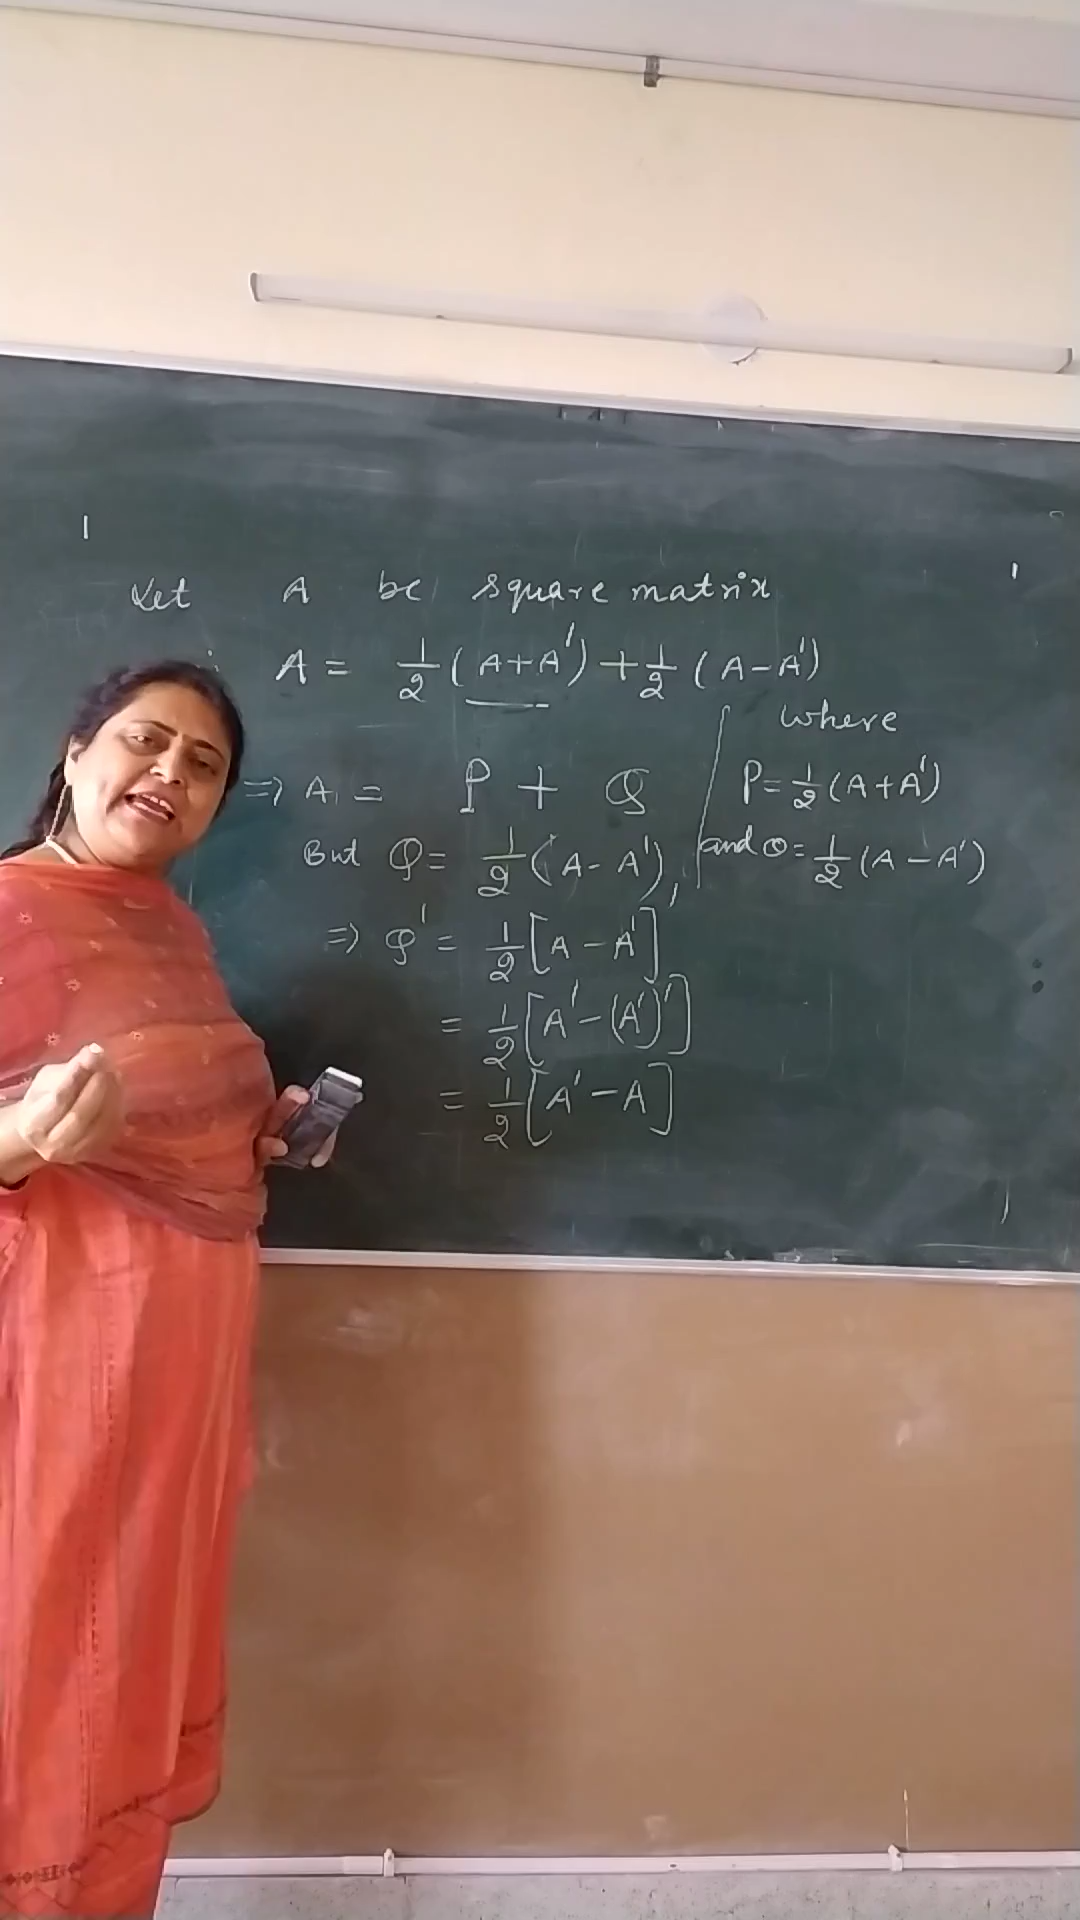 Let A be square matrix
∴ A = 1/2 (A+A') + 1/2 (A-A')
where
⇒ A = P + Q
P = 1/2 (A+A')
But Q = 1/2 (A-A'),
and Q = 1/2 (A-A')
⇒ Q' = 1/2 [A-A']'
= 1/2 [A'-(A')']
= 1/2 [A'-A]